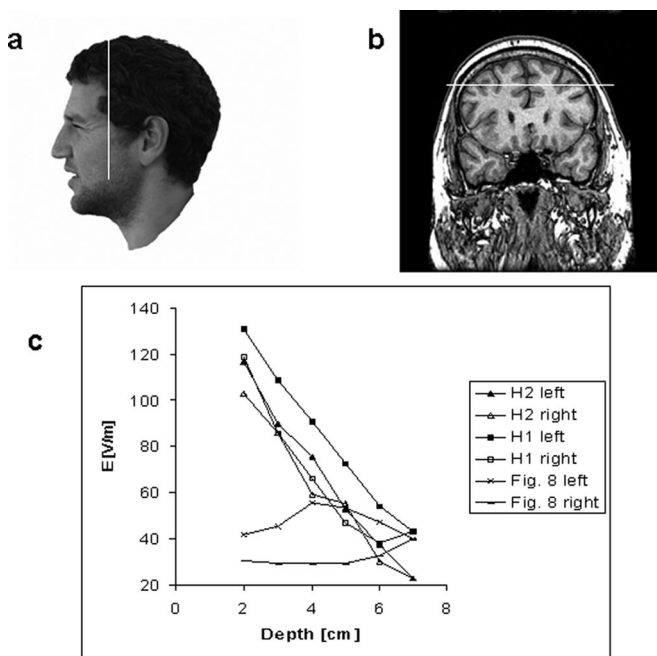 a
b
c
E[V/m]
140
120
100
80
60
40
20
0
2
4
6
8
Depth [cm]
H2 left
H2 right
H1 left
H1 right
Fig. 8 left
Fig. 8 right